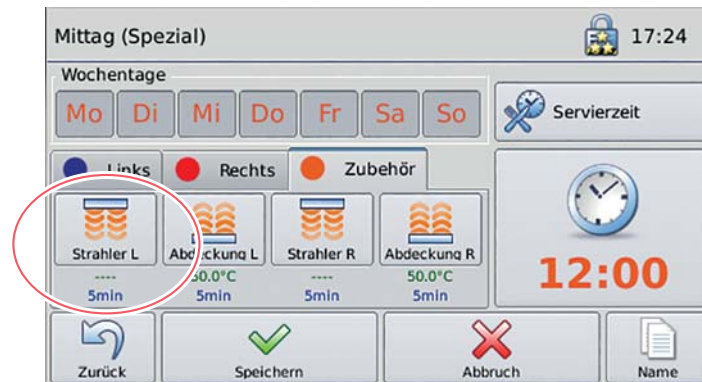 Mittag (Spezial)
17:24
Wochentage
Mo Di Mi Do Fr Sa So
Servierzeit
Links Rechts Zubehör
Strahler L Abdeckung L Strahler R Abdeckung R
---- 50.0°C ---- 50.0°C
5min 5min 5min 5min
12:00
Zurück Speichern Abbruch Name